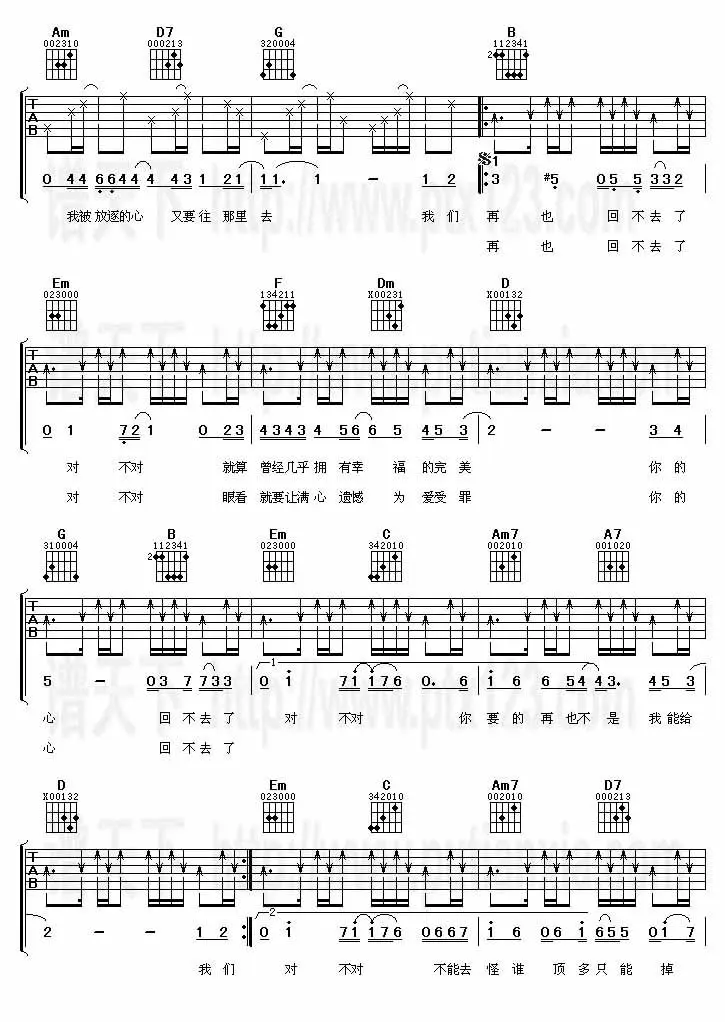 Am D7 G B
002310 000213 320004 112341
2
T
A
B
𝄋1
0 44 6644 4 43 1 21 11. 1 - 1 2 3 #5 05 5 332
我被 放逐的心 又要 往 那里 去 我们 再 也 回 不去 了
再 也 回 不去 了
Em F Dm D
023000 134211 X00231 X00132
T
A
B
0 1 721 0 23 4343 4 56 6 5 45 3 2 - - 3 4
对 不对 就算 曾经几乎 拥 有幸 福 的完 美 你 的
对 不对 眼看 就要让满 心 遗憾 为 爱受 罪 你 的
G B Em C Am7 A7
310004 112341 023000 342010 002010 001020
2
T
A
B
1
5 - 03 7 733 0 1 71 176 0. 6 1 6 6 54 43. 45 3
心 回 不去 了 对 不对 你 要 的 再 也不 是 我 能给
心 回 不去 了
D Em C Am7 D7
X00132 023000 342010 002010 000213
T
A
B
2
2 - - 1 2 0 1 71 176 0667 1 6 06 1 655 01 7
我 们 对 不对 不能去 怪 谁 顶 多只 能 掉